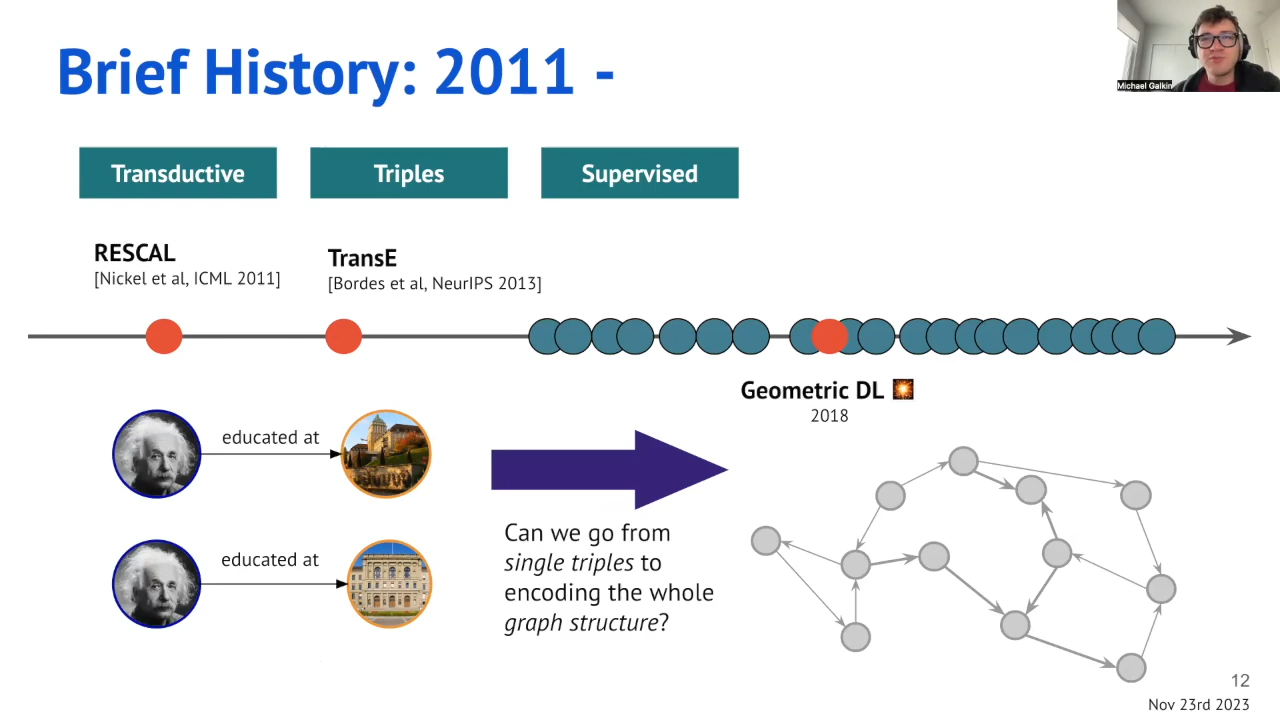 Brief History: 2011 -
Michael Galkin
Transductive
Triples
Supervised
RESCAL
[Nickel et al, ICML 2011]
TransE
[Bordes et al, NeurIPS 2013]
Geometric DL
2018
educated at
educated at
Can we go from
single triples to
encoding the whole
graph structure?
12
Nov 23rd 2023